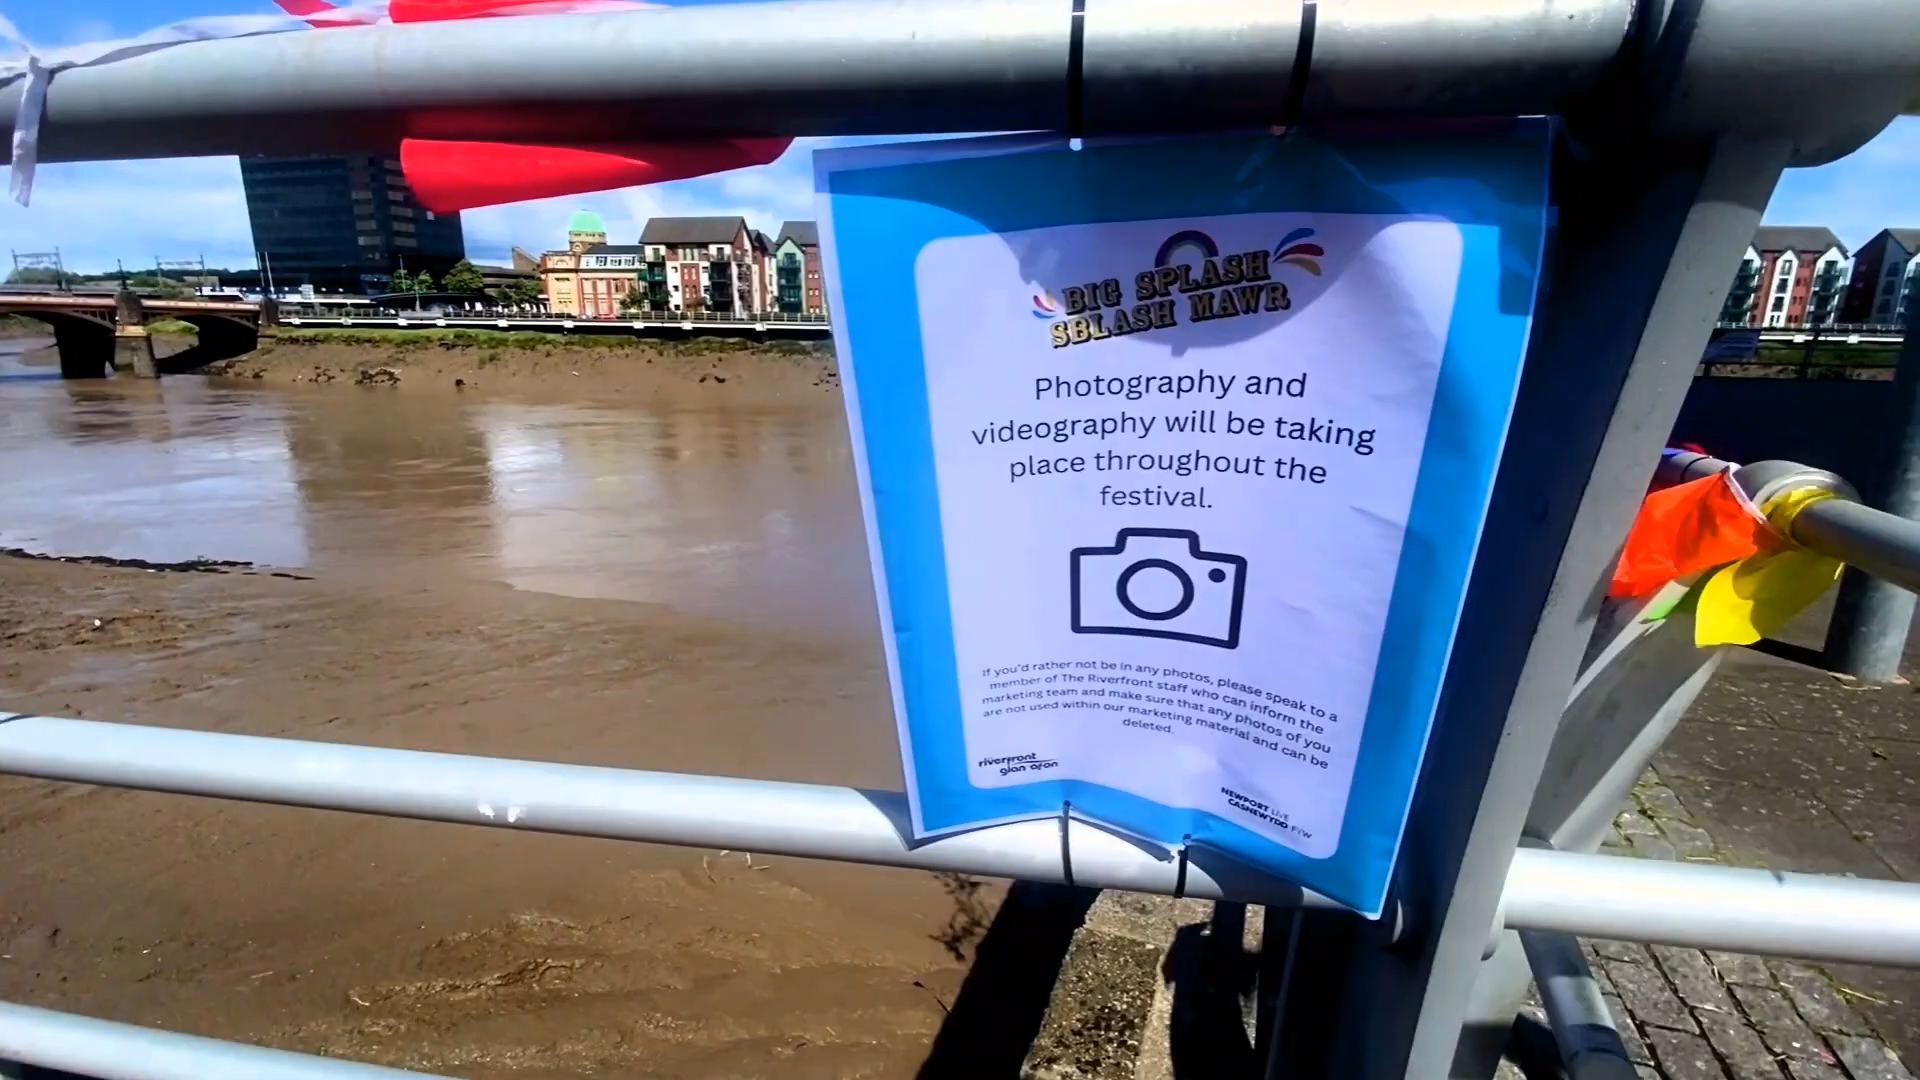 BIG SPLASH
SBLASH MAWR
Photography and
videography will be taking
place throughout the
festival.
If you'd rather not be in any photos, please speak to a
member of The Riverfront staff who can inform the
marketing team and make sure that any photos of you
are not used within our marketing material and can be
deleted.
riverfront
glan afon
NEWPORT LIVE
CASNEWYDD FYW